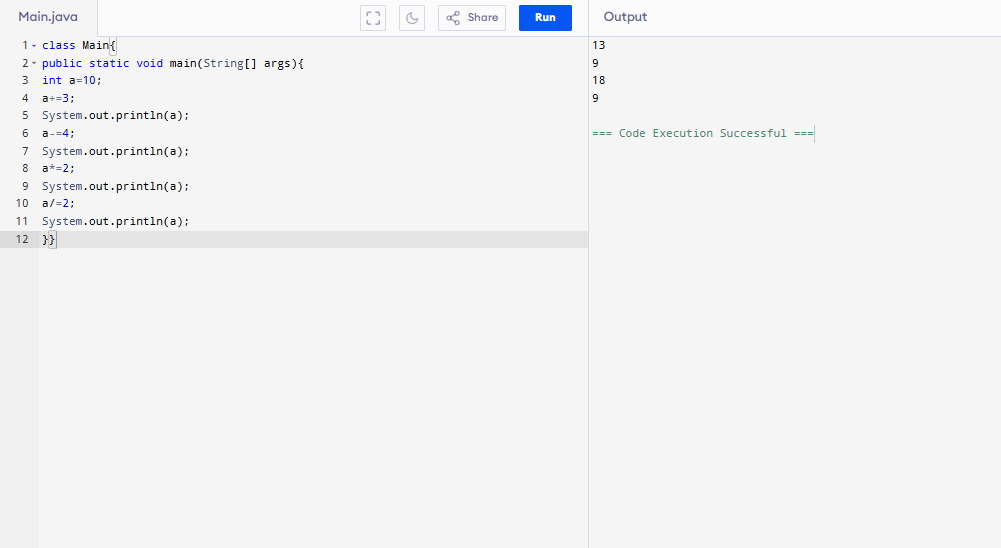 Main.java
Share
Run
Output
1 class Main{
2 public static void main(String[] args){
3 int a=10;
4 a+=3;
5 System.out.println(a);
6 a-=4;
7 System.out.println(a);
8 a*=2;
9 System.out.println(a);
10 a/=2;
11 System.out.println(a);
12 }}
13
9
18
9
=== Code Execution Successful ===